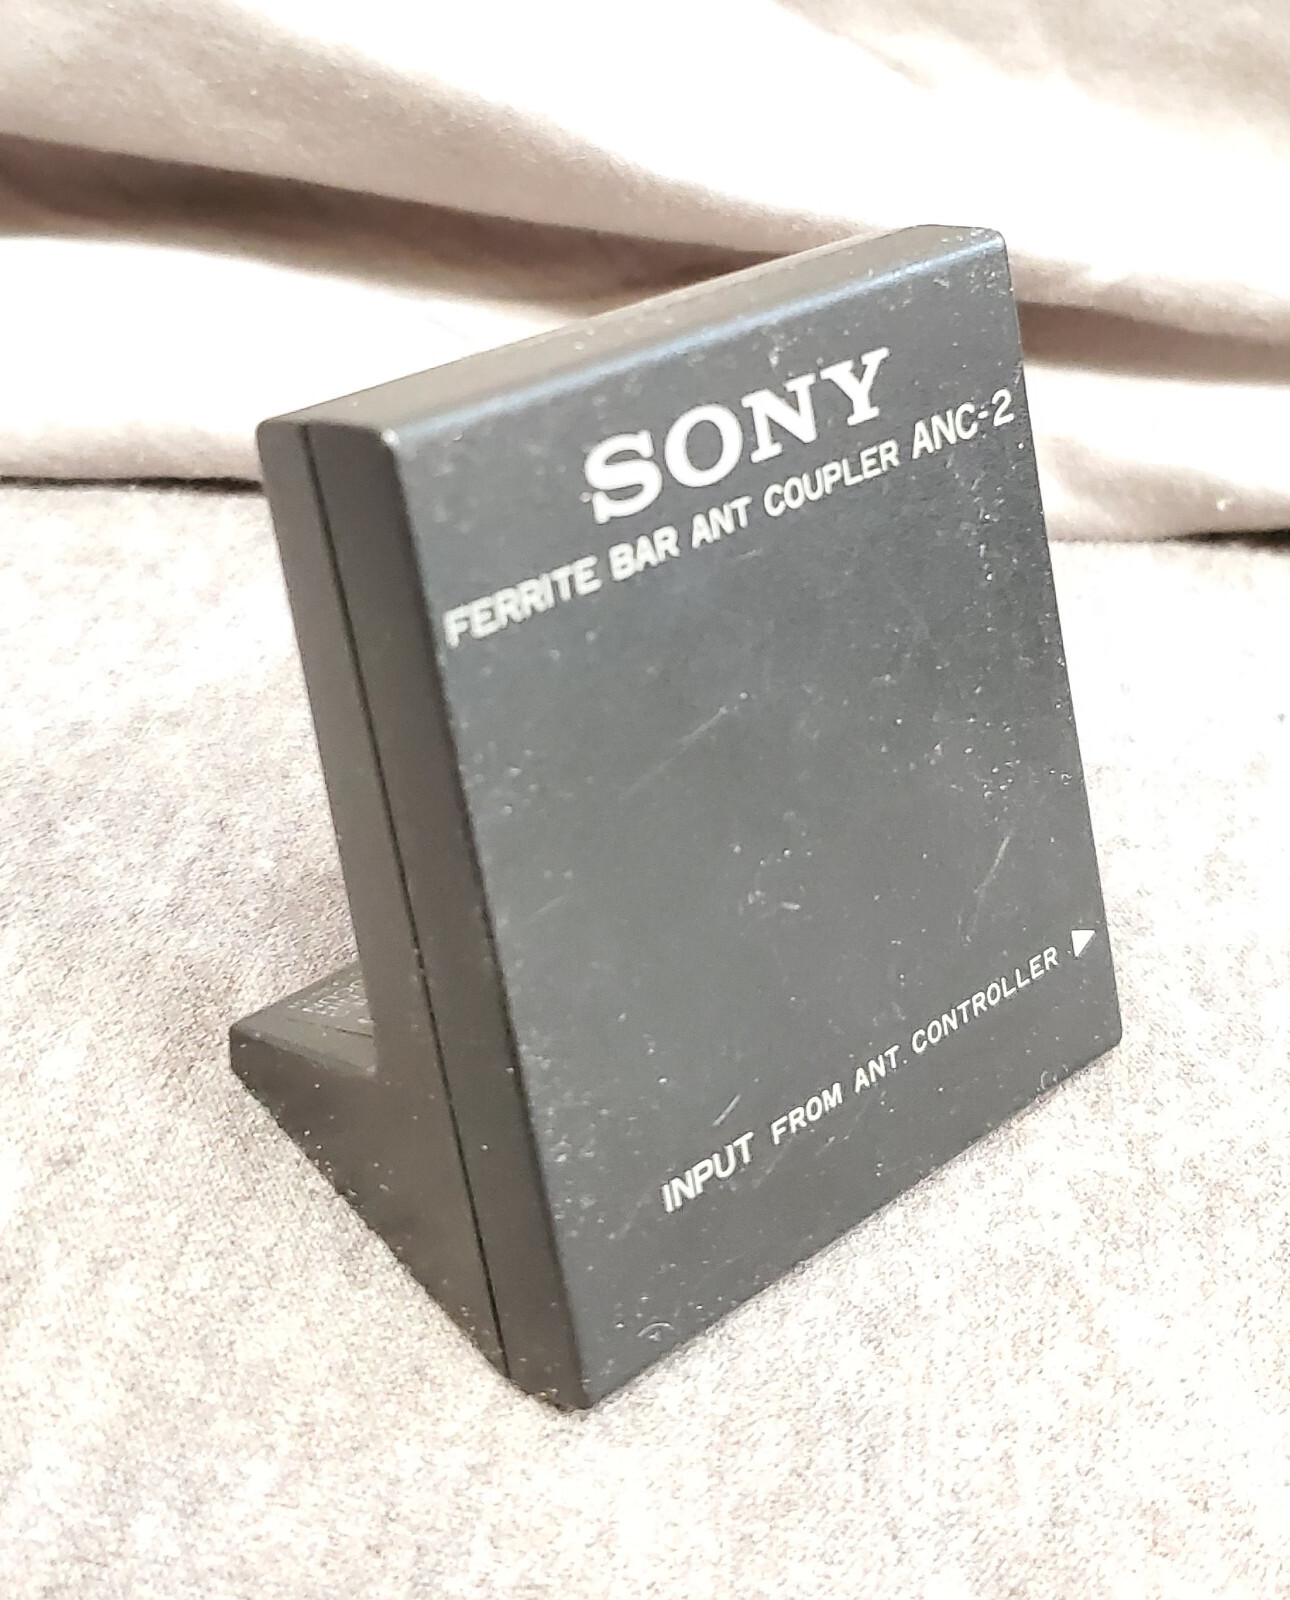 SONY
FERRITE BAR ANT COUPLER ANC-2
INPUT FROM ANT. CONTROLLER ▶